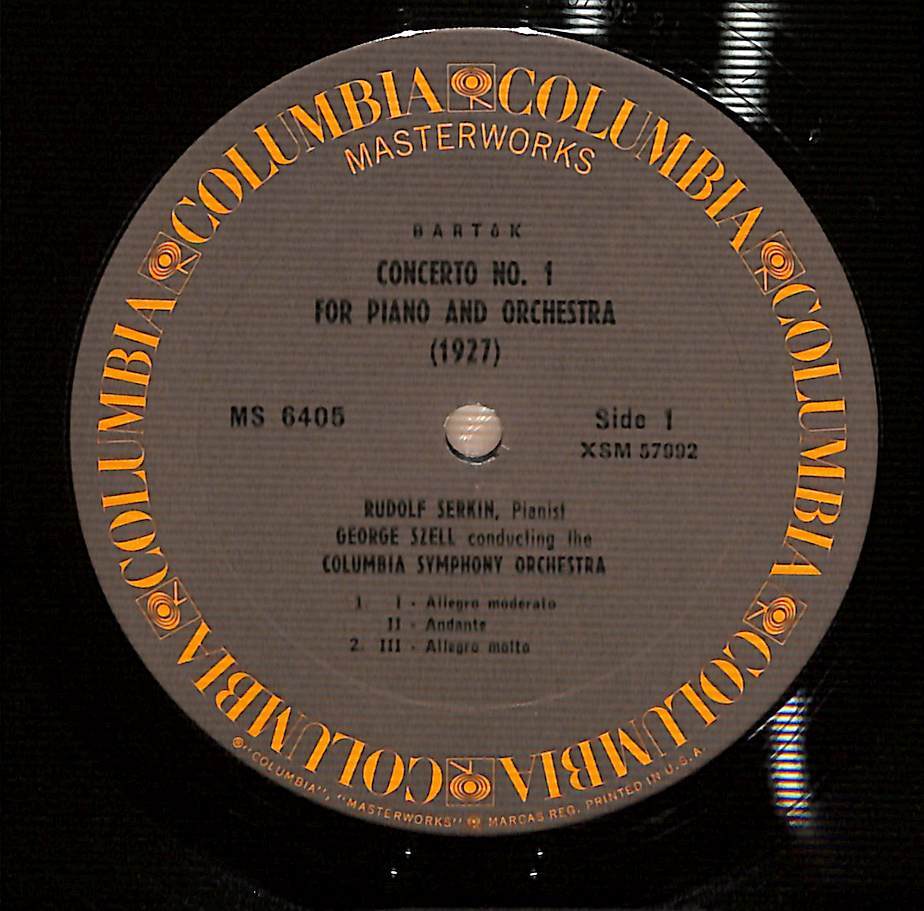 COLUMBIA COLUMBIA COLUMBIA COLUMBIA COLUMBIA COLUMBIA
MASTERWORKS
BARTÓK
CONCERTO NO. 1
FOR PIANO AND ORCHESTRA
(1927)
MS 6405
Side 1
XSM 57992
RUDOLF SERKIN, Pianist
GEORGE SZELL conducting the
COLUMBIA SYMPHONY ORCHESTRA
1. I - Allegro moderato
II - Andante
2. III - Allegro molto
®"COLUMBIA", "MASTERWORKS" MARCAS REG. PRINTED IN U.S.A.